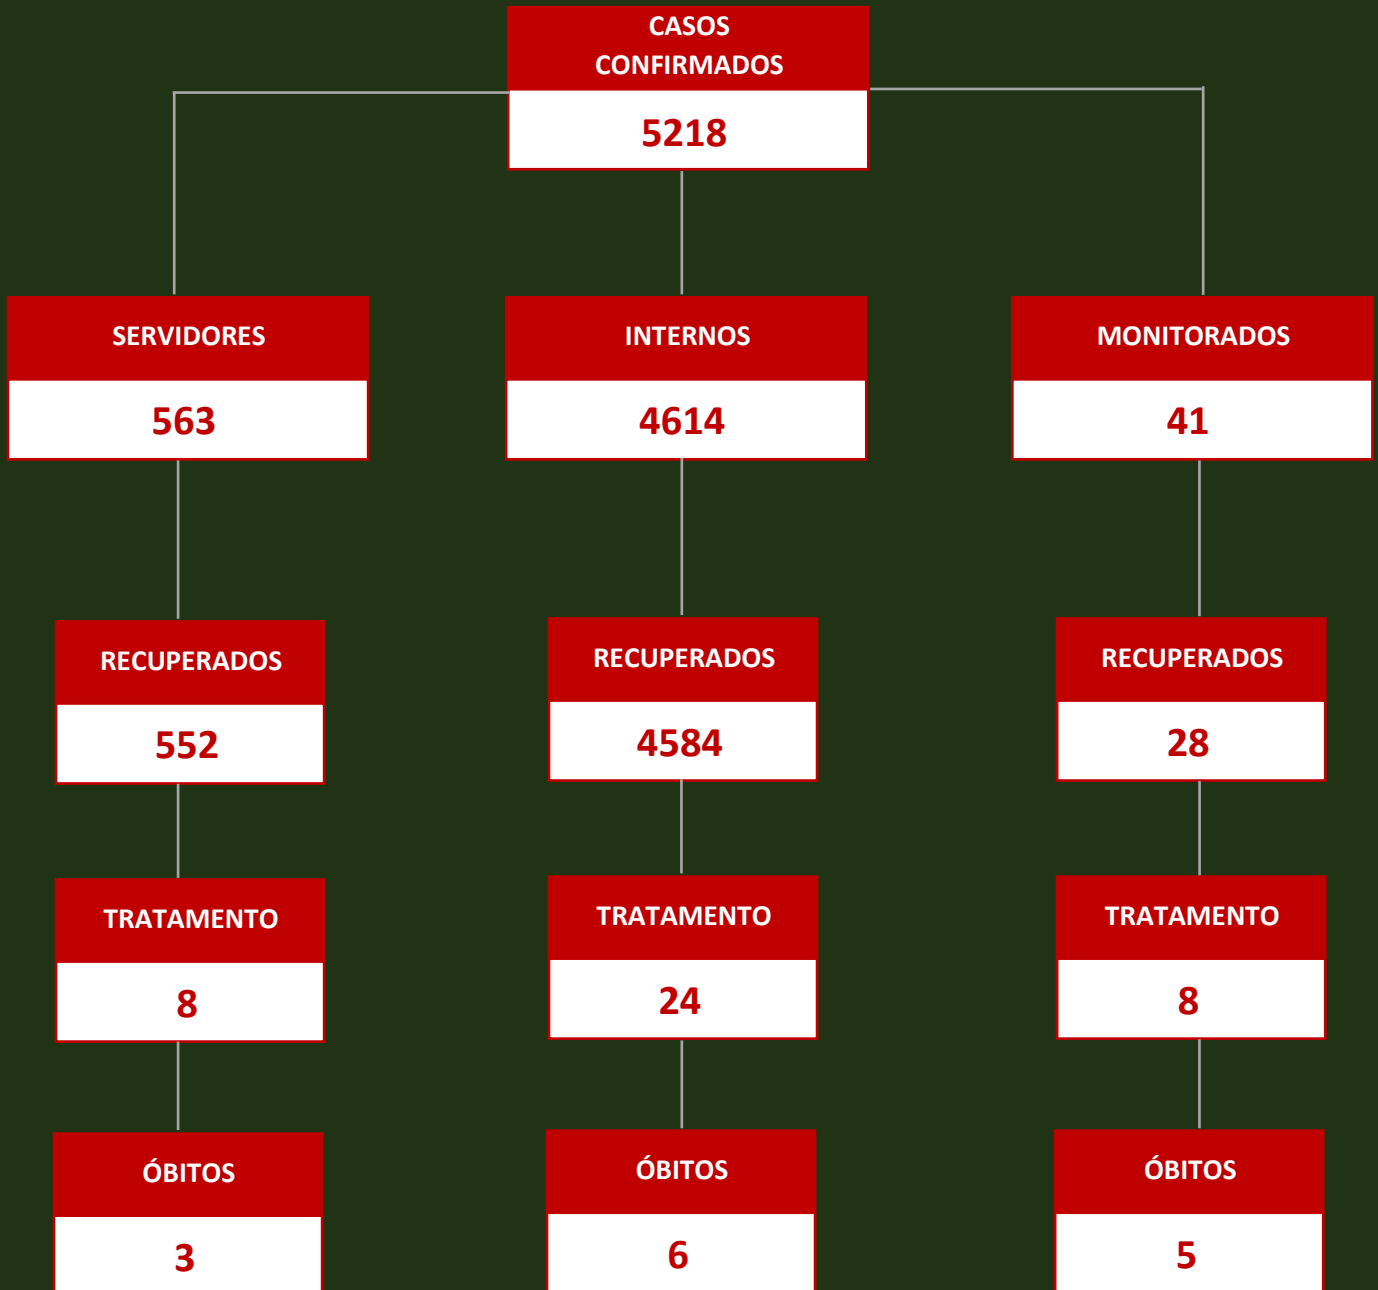 CASOS
CONFIRMADOS
5218
SERVIDORES
563
INTERNOS
4614
MONITORADOS
41
RECUPERADOS
552
RECUPERADOS
4584
RECUPERADOS
28
TRATAMENTO
8
TRATAMENTO
24
TRATAMENTO
8
ÓBITOS
3
ÓBITOS
6
ÓBITOS
5